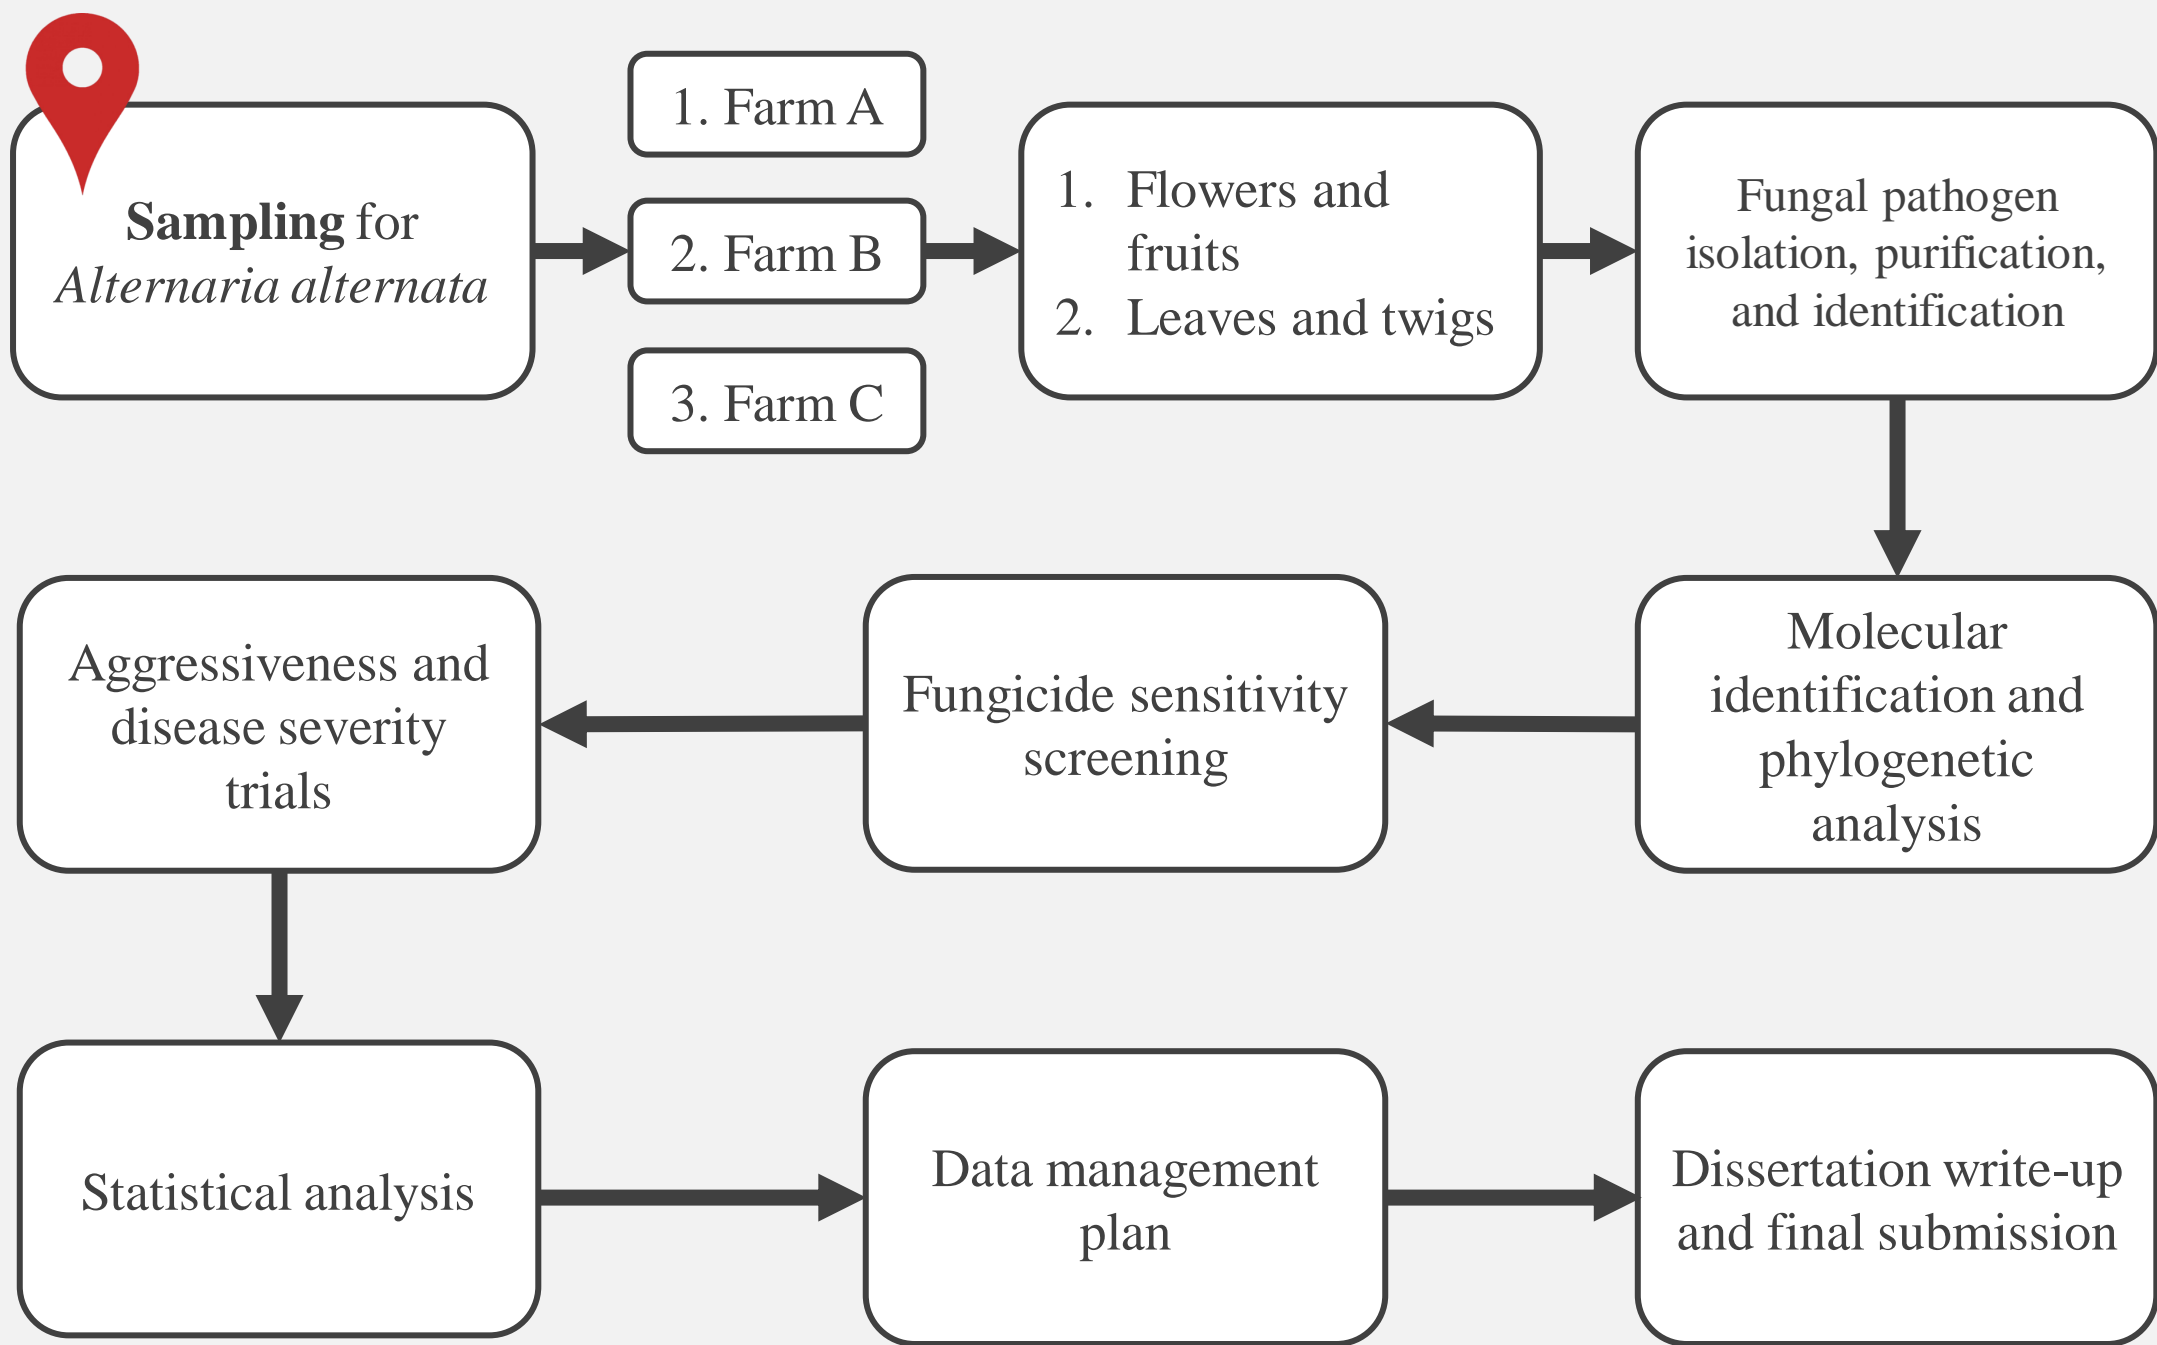 Sampling for
Alternaria alternata
1. Farm A
2. Farm B
3. Farm C
1. Flowers and
fruits
2. Leaves and twigs
Fungal pathogen
isolation, purification,
and identification
Molecular
identification and
phylogenetic
analysis
Fungicide sensitivity
screening
Aggressiveness and
disease severity
trials
Statistical analysis
Data management
plan
Dissertation write-up
and final submission